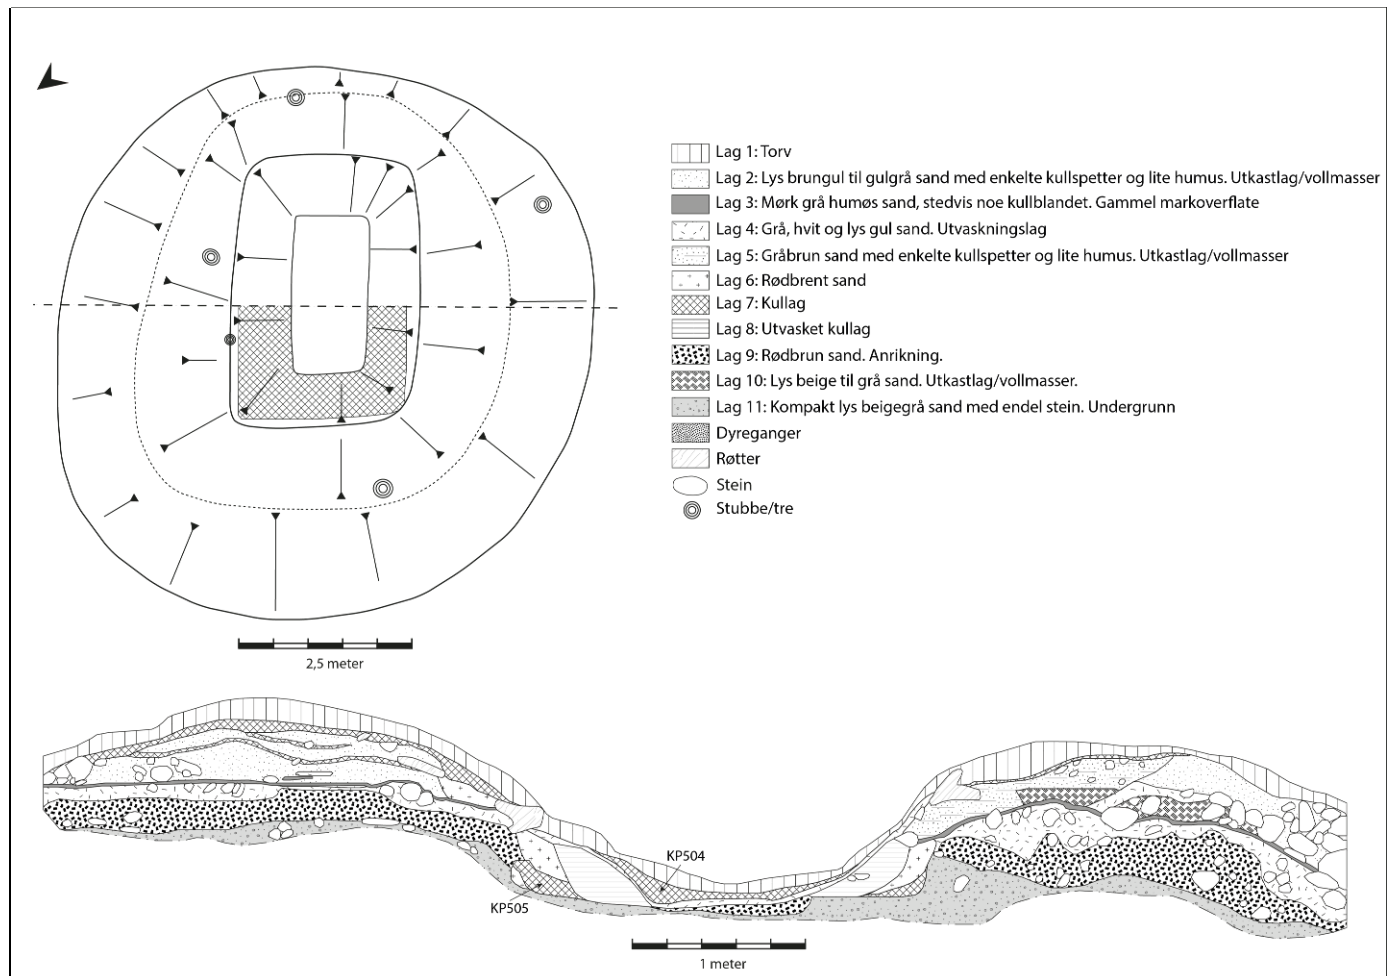 Lag 1: Torv
Lag 2: Lys brungul til gulgrå sand med enkelte kullspetter og lite humus. Utkastlag/vollmasser
Lag 3: Mørk grå humøs sand, stedvis noe kullblandet. Gammel markoverflate
Lag 4: Grå, hvit og lys gul sand. Utvaskningslag
Lag 5: Gråbrun sand med enkelte kullspetter og lite humus. Utkastlag/vollmasser
Lag 6: Rødbrent sand
Lag 7: Kullag
Lag 8: Utvasket kullag
Lag 9: Rødbrun sand. Anrikning.
Lag 10: Lys beige til grå sand. Utkastlag/vollmasser.
Lag 11: Kompakt lys beigegrå sand med endel stein. Undergrunn
Dyreganger
Røtter
Stein
Stubbe/tre
2,5 meter
KP504
KP505
1 meter